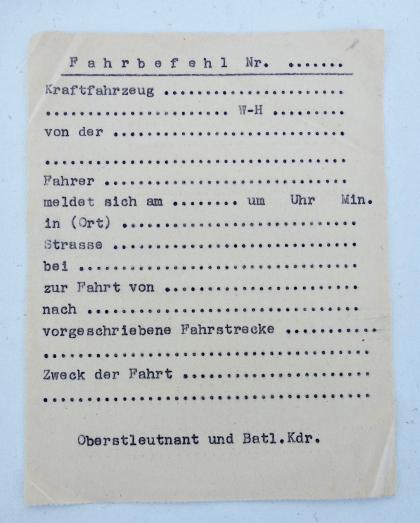 Fahrbefehl Nr. .......
Kraftfahrzeug ......................
...................... W-H .........
von der ............................
....................................
Fahrer .............................
meldet sich am ........ um Uhr Min.
in (Ort) ............................
Strasse .............................
bei ..................................
zur Fahrt von ........................
nach .................................
vorgeschriebene Fahrstrecke ...........
.......................................
Zweck der Fahrt .......................
.......................................
Oberstleutnant und Batl.Kdr.